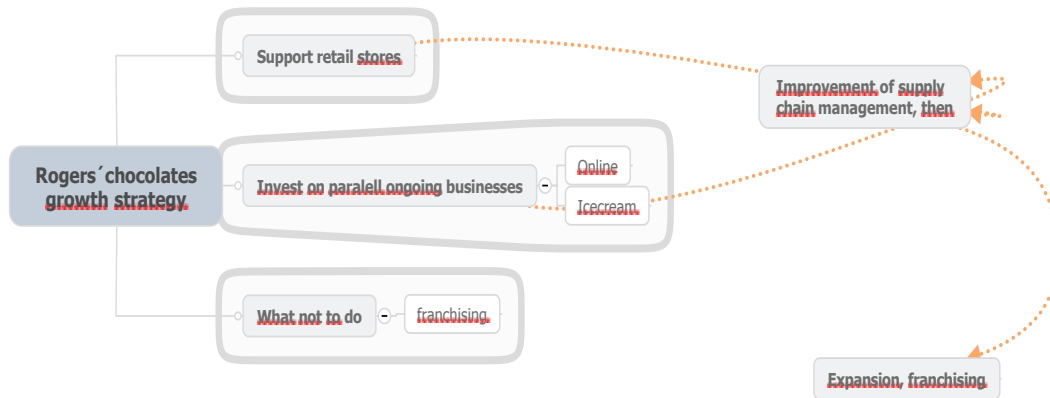 Support retail stores
Improvement of supply
chain management, then
Rogers´chocolates
growth strategy
Invest on paralell ongoing businesses
Online
Icecream
What not to do
franchising
Expansion, franchising